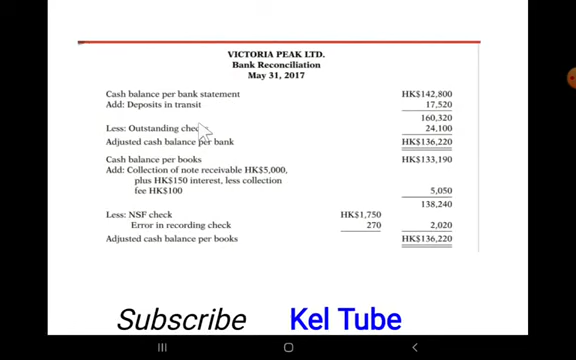 VICTORIA PEAK LTD.
Bank Reconciliation
May 31, 2017
Cash balance per bank statement HK$142,800
Add: Deposits in transit 17,520
160,320
Less: Outstanding chec 24,100
Adjusted cash balance per bank HK$136,220
Cash balance per books HK$133,190
Add: Collection of note receivable HK$5,000,
plus HK$150 interest, less collection
fee HK$100 5,050
138,240
Less: NSF check HK$1,750
Error in recording check 270 2,020
Adjusted cash balance per books HK$136,220
Subscribe Kel Tube